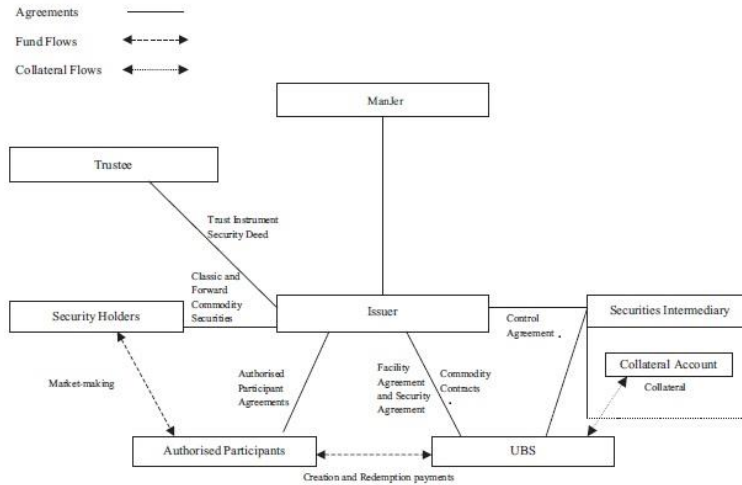 Agreements
Fund Flows
Collateral Flows
ManJer
Trustee
Trust Instrument
Security Deed
Classic and
Forward
Commodity
Securities
Security Holders
Issuer
Control
Agreement
Securities Intermediary
Collateral Account
Collateral
Market-making
Authorised
Participant
Agreements
Facility
Agreement
and Security
Agreement
Commodity
Contracts
Authorised Participants
UBS
Creation and Redemption payments